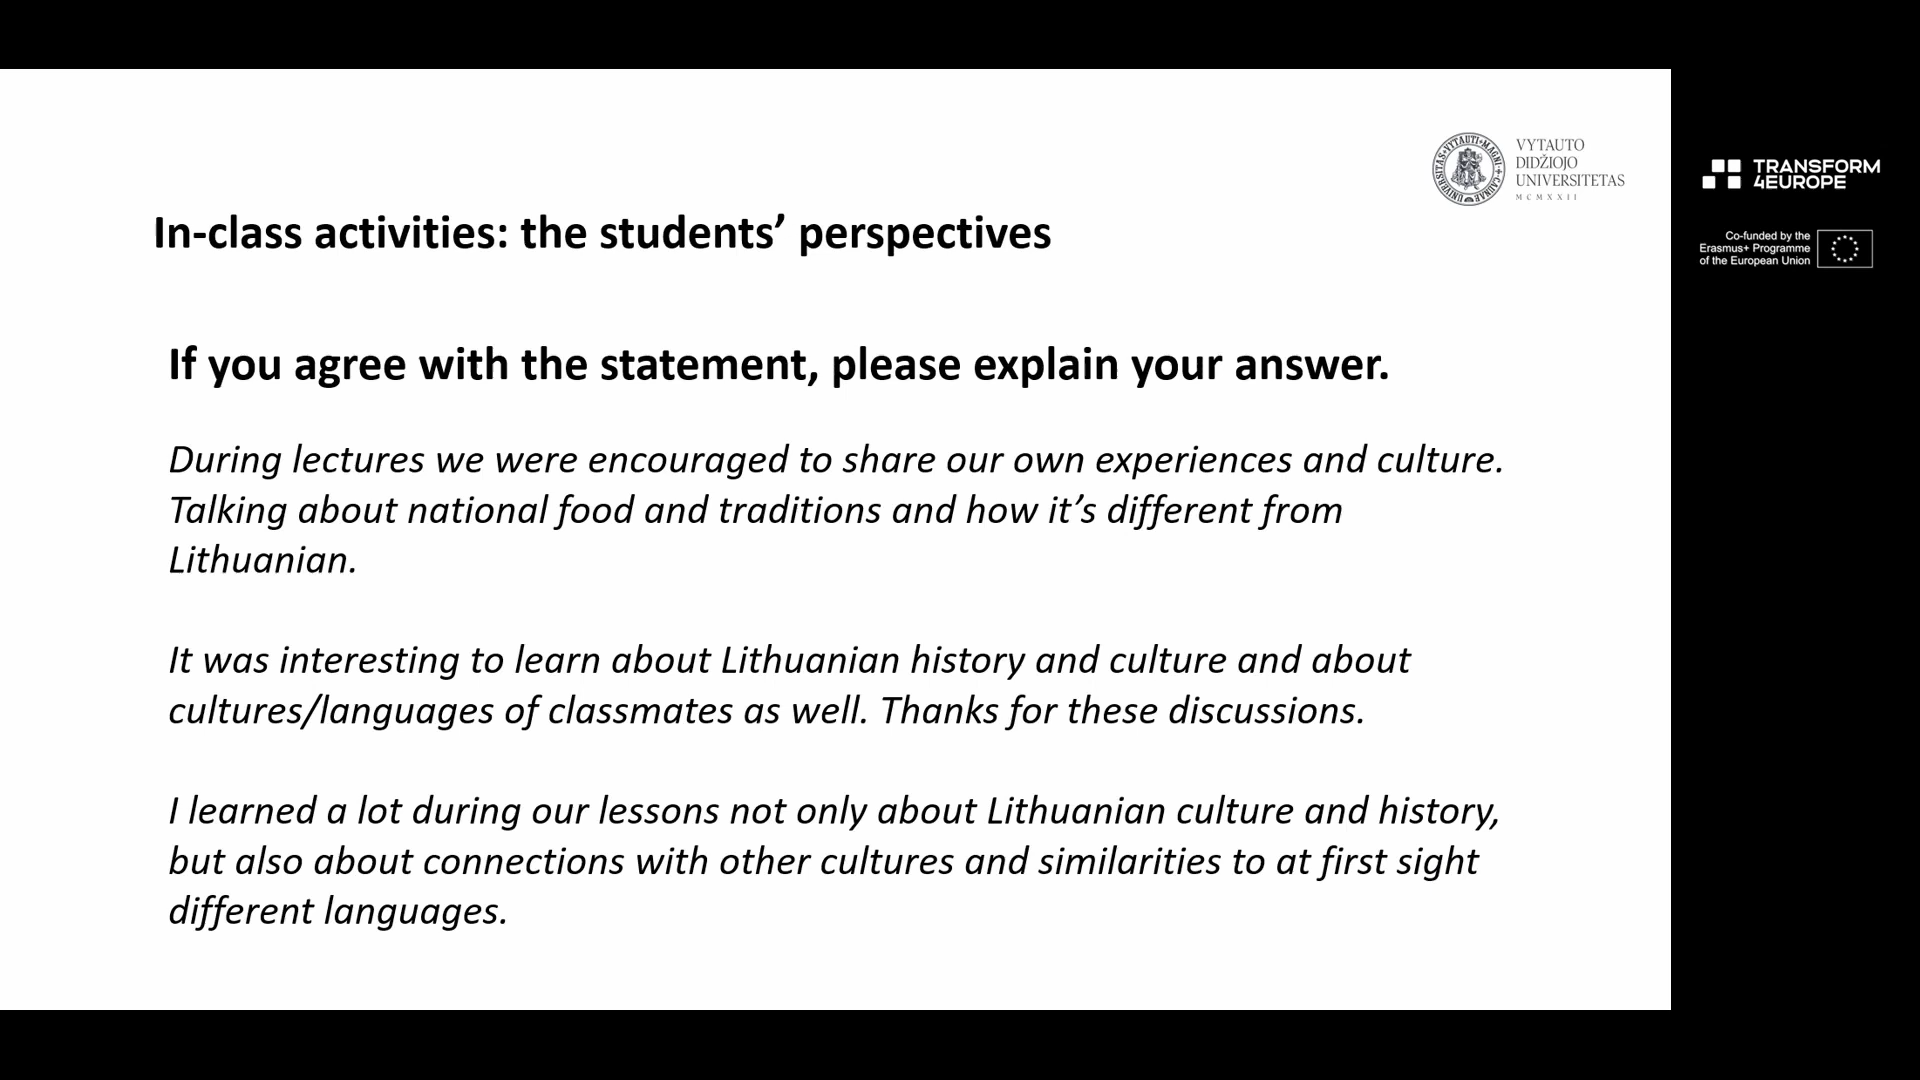 VYTAUTO
DIDŽIOJO
UNIVERSITETAS
MCMXXII
TRANSFORM
4EUROPE
Co-funded by the
Erasmus+ Programme
of the European Union
In-class activities: the students’ perspectives
If you agree with the statement, please explain your answer.
During lectures we were encouraged to share our own experiences and culture.
Talking about national food and traditions and how it’s different from
Lithuanian.
It was interesting to learn about Lithuanian history and culture and about
cultures/languages of classmates as well. Thanks for these discussions.
I learned a lot during our lessons not only about Lithuanian culture and history,
but also about connections with other cultures and similarities to at first sight
different languages.